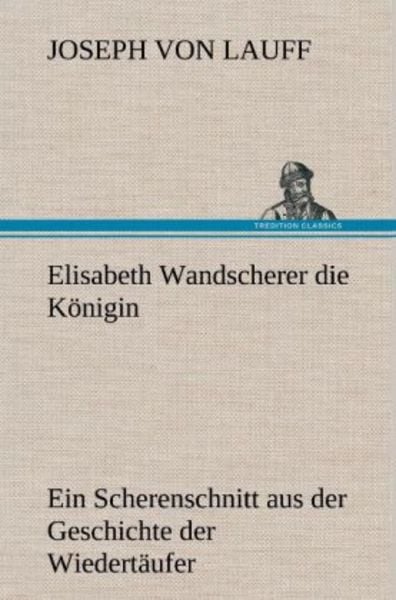 JOSEPH VON LAUFF
TREDITION CLASSICS
Elisabeth Wandscherer die
Königin
Ein Scherenschnitt aus der
Geschichte der
Wiedertäufer